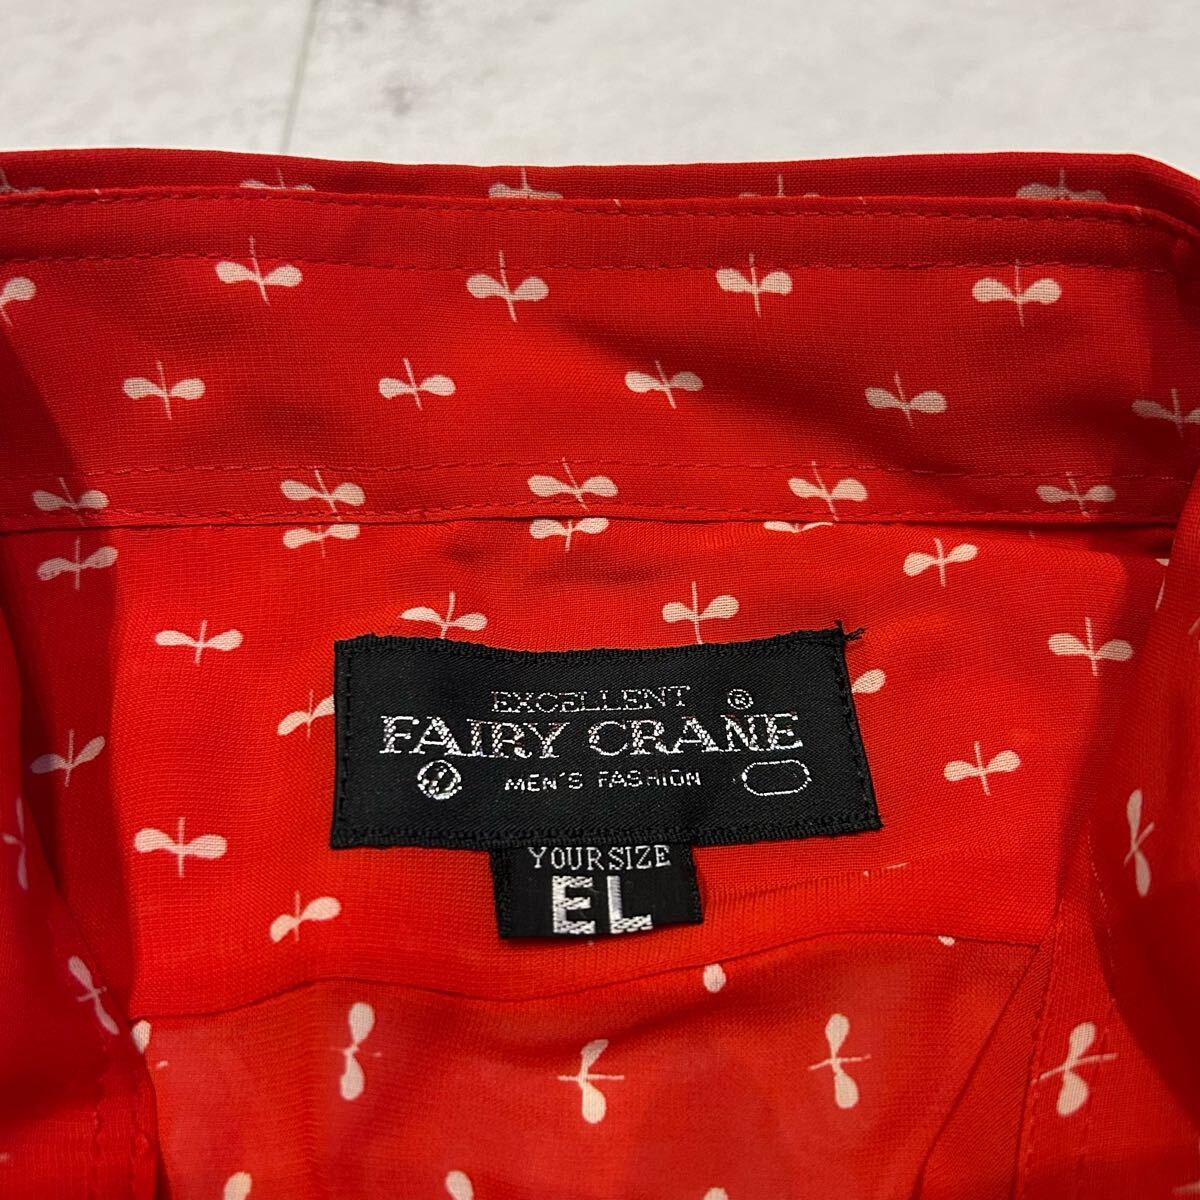 EXCELLENT ®
FAIRY CRANE
MEN'S FASHION
YOUR SIZE
EL